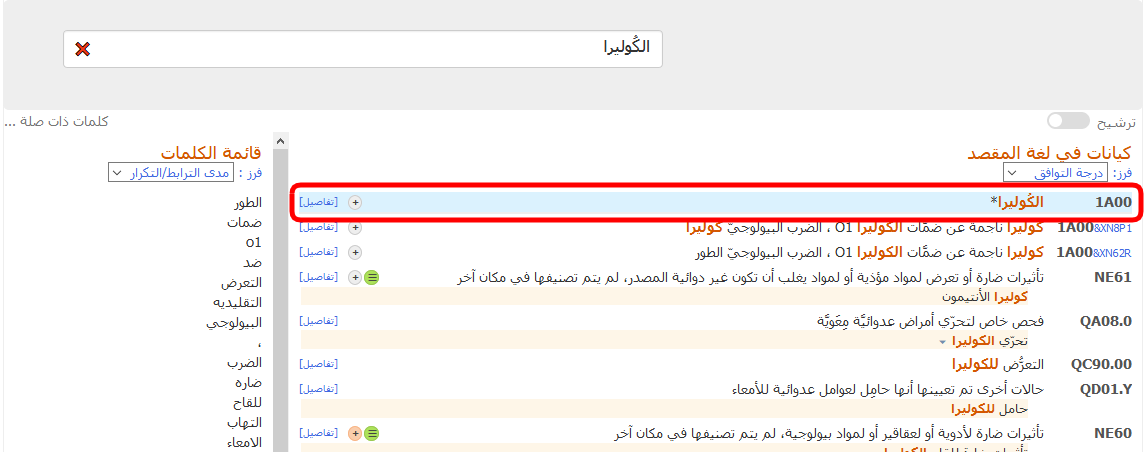 الكُوليرا
ترشيح
كلمات ذات صلة ...
كيانات في لغة المقصد
فرز: درجة التوافق
1A00 الكُوليرا* [تفاصيل]
1A00&XN8P1 كوليرا ناجمة عن ضمَّات الكوليرا O1 ، الضرب البيولوجيّ كوليرا [تفاصيل]
1A00&XN62R كوليرا ناجمة عن ضمَّات الكوليرا O1 ، الضرب البيولوجيّ الطور [تفاصيل]
NE61 تأثيرات ضارة أو تعرض لمواد مؤذية أو لمواد يغلب أن تكون غير دوائية المصدر، لم يتم تصنيفها في مكان آخر [تفاصيل]
كوليرا الأنتيمون
QA08.0 فحص خاص لتحرّي أمراض عدوائيَّة مِعَويَّة [تفاصيل]
تحرّي الكوليرا
QC90.00 التعرُّض للكوليرا [تفاصيل]
QD01.Y حالات أخرى تم تعيينها أنها حامِل لعوامل عدوائية للأمعاء [تفاصيل]
حامل للكوليرا
NE60 تأثيرات ضارة لأدوية أو لعقاقير أو لمواد بيولوجية، لم يتم تصنيفها في مكان آخر [تفاصيل]
قائمة الكلمات
فرز : مدى الترابط/التكرار
الطور
ضمات
o1
ضد
التعرض
التقليديه
البيولوجي
،
الضرب
ضاره
للقاح
التهاب
الامعاء